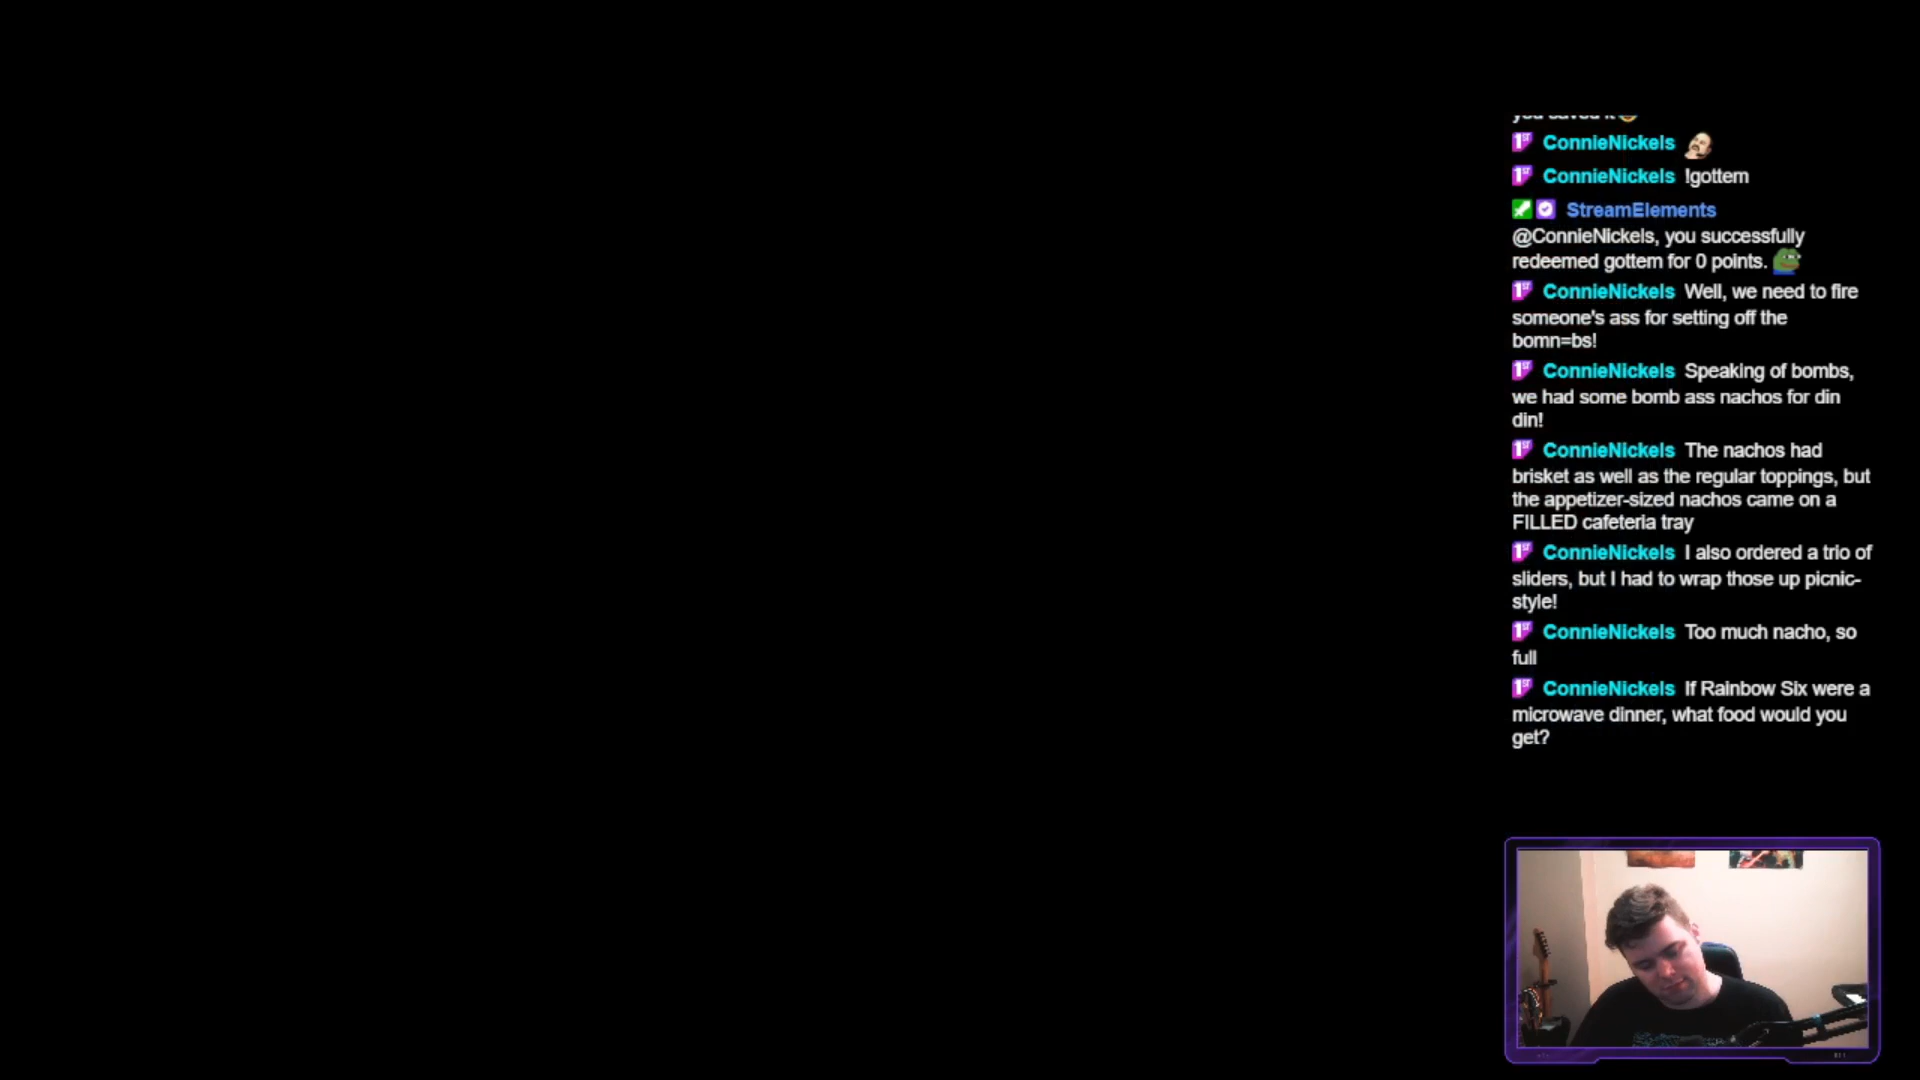 you saved it
ConnieNickels
ConnieNickels !gottem
StreamElements
@ConnieNickels, you successfully
redeemed gottem for 0 points.
ConnieNickels Well, we need to fire
someone's ass for setting off the
bomn=bs!
ConnieNickels Speaking of bombs,
we had some bomb ass nachos for din
din!
ConnieNickels The nachos had
brisket as well as the regular toppings, but
the appetizer-sized nachos came on a
FILLED cafeteria tray
ConnieNickels I also ordered a trio of
sliders, but I had to wrap those up picnic-
style!
ConnieNickels Too much nacho, so
full
ConnieNickels If Rainbow Six were a
microwave dinner, what food would you
get?